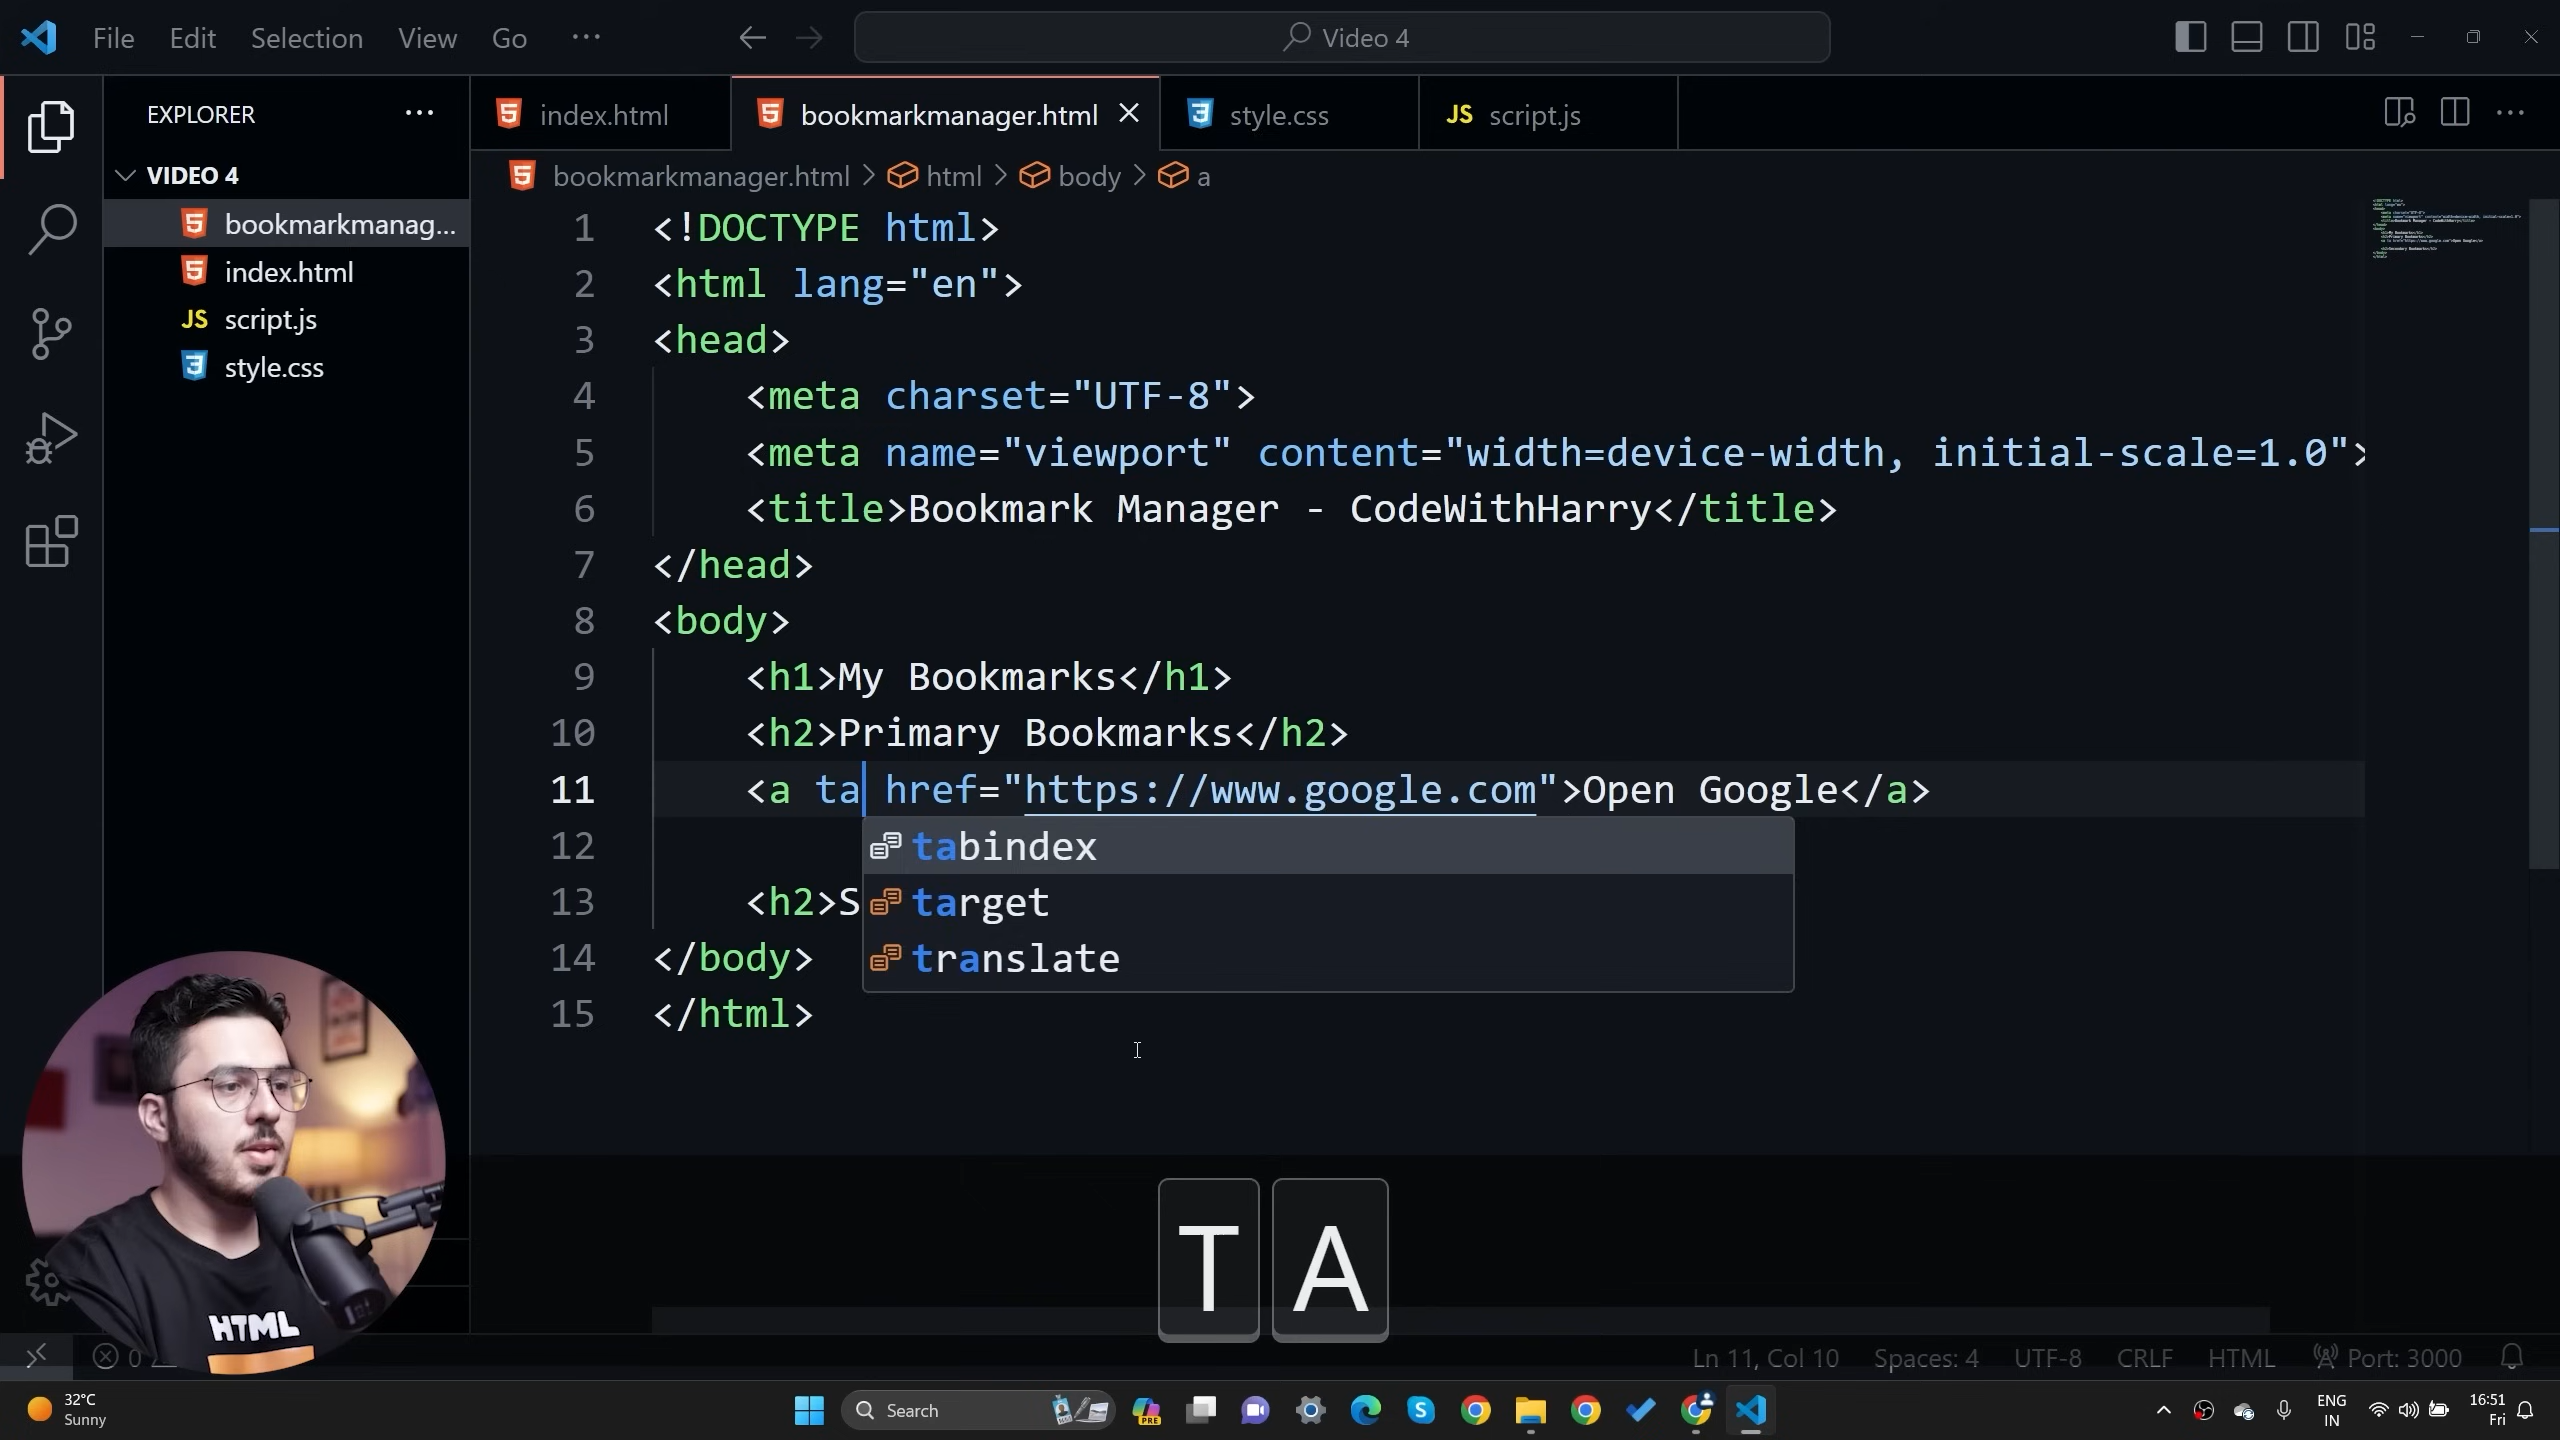 File Edit Selection View Go ··· Video 4
EXPLORER ···
VIDEO 4
bookmarkmanag...
index.html
JS script.js
style.css
index.html bookmarkmanager.html style.css JS script.js
bookmarkmanager.html > html > body > a
1 <!DOCTYPE html>
2 <html lang="en">
3 <head>
4 <meta charset="UTF-8">
5 <meta name="viewport" content="width=device-width, initial-scale=1.0">
6 <title>Bookmark Manager - CodeWithHarry</title>
7 </head>
8 <body>
9 <h1>My Bookmarks</h1>
10 <h2>Primary Bookmarks</h2>
11 <a ta href="https://www.google.com">Open Google</a>
12
13 <h2>S
14 </body>
15 </html>
tabindex
target
translate
T A
HTML
0
Ln 11, Col 10 Spaces: 4 UTF-8 CRLF HTML Port: 3000
32°C
Sunny
Search
PRE
ENG
IN
16:51
Fri